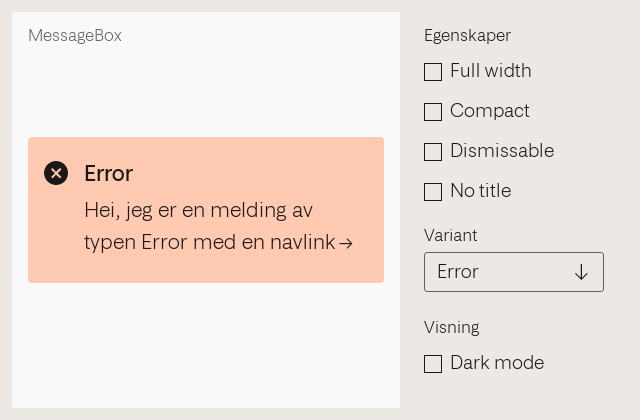 MessageBox
Error
Hei, jeg er en melding av
typen Error med en navlink →
Egenskaper
Full width
Compact
Dismissable
No title
Variant
Error
Visning
Dark mode